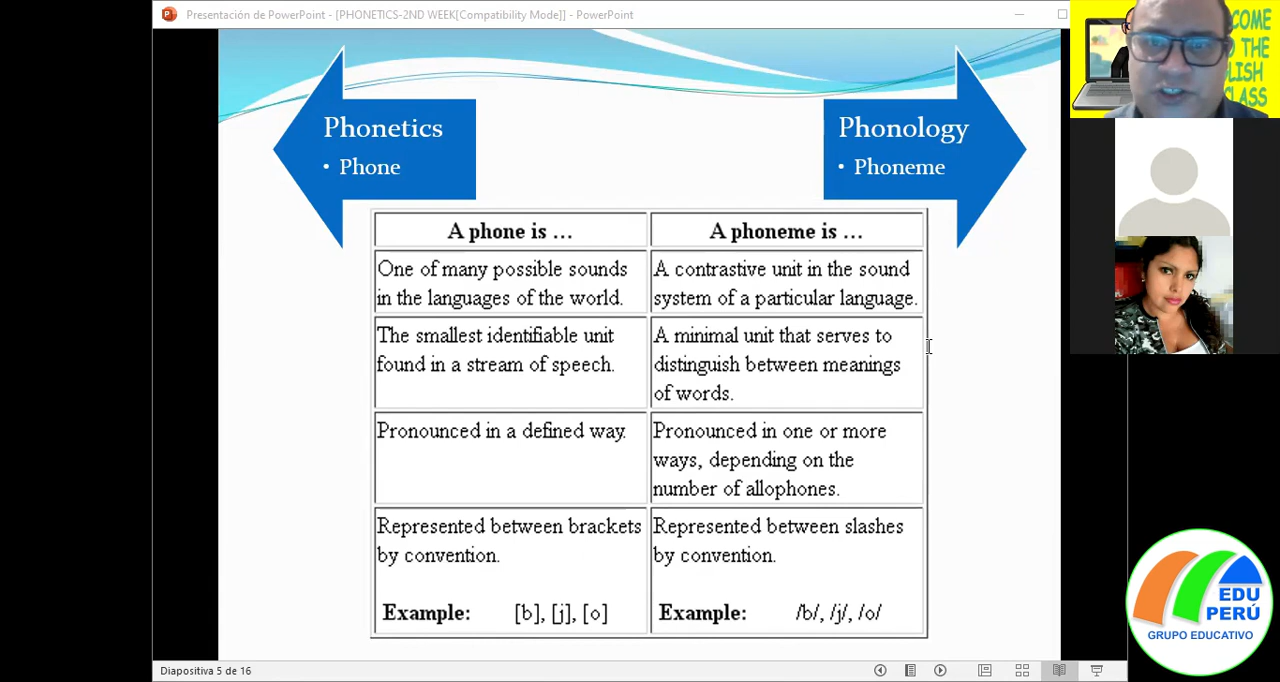 Presentación de PowerPoint - [PHONETICS-2ND WEEK[Compatibility Mode]] - PowerPoint
COME
THE
LISH
CLASS
Phonetics
• Phone
Phonology
• Phoneme
A phone is …
A phoneme is …
One of many possible sounds
in the languages of the world.
A contrastive unit in the sound
system of a particular language.
The smallest identifiable unit
found in a stream of speech.
A minimal unit that serves to
distinguish between meanings
of words.
Pronounced in a defined way.
Pronounced in one or more
ways, depending on the
number of allophones.
Represented between brackets
by convention.
Example: [b], [j], [o]
Represented between slashes
by convention.
Example: /b/, /j/, /o/
EDU
PERÚ
GRUPO EDUCATIVO
Diapositiva 5 de 16